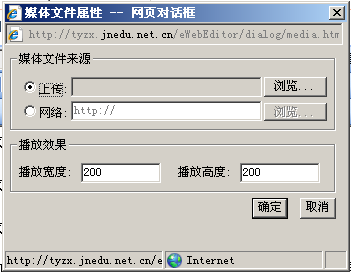 媒体文件属性 -- 网页对话框
http://tyzx.jnedu.net.cn/eWebEditor/dialog/media.htm
媒体文件来源
上传: 浏览...
网络: http:// 浏览...
播放效果
播放宽度: 200 播放高度: 200
确定 取消
http://tyzx.jnedu.net.cn/e Internet